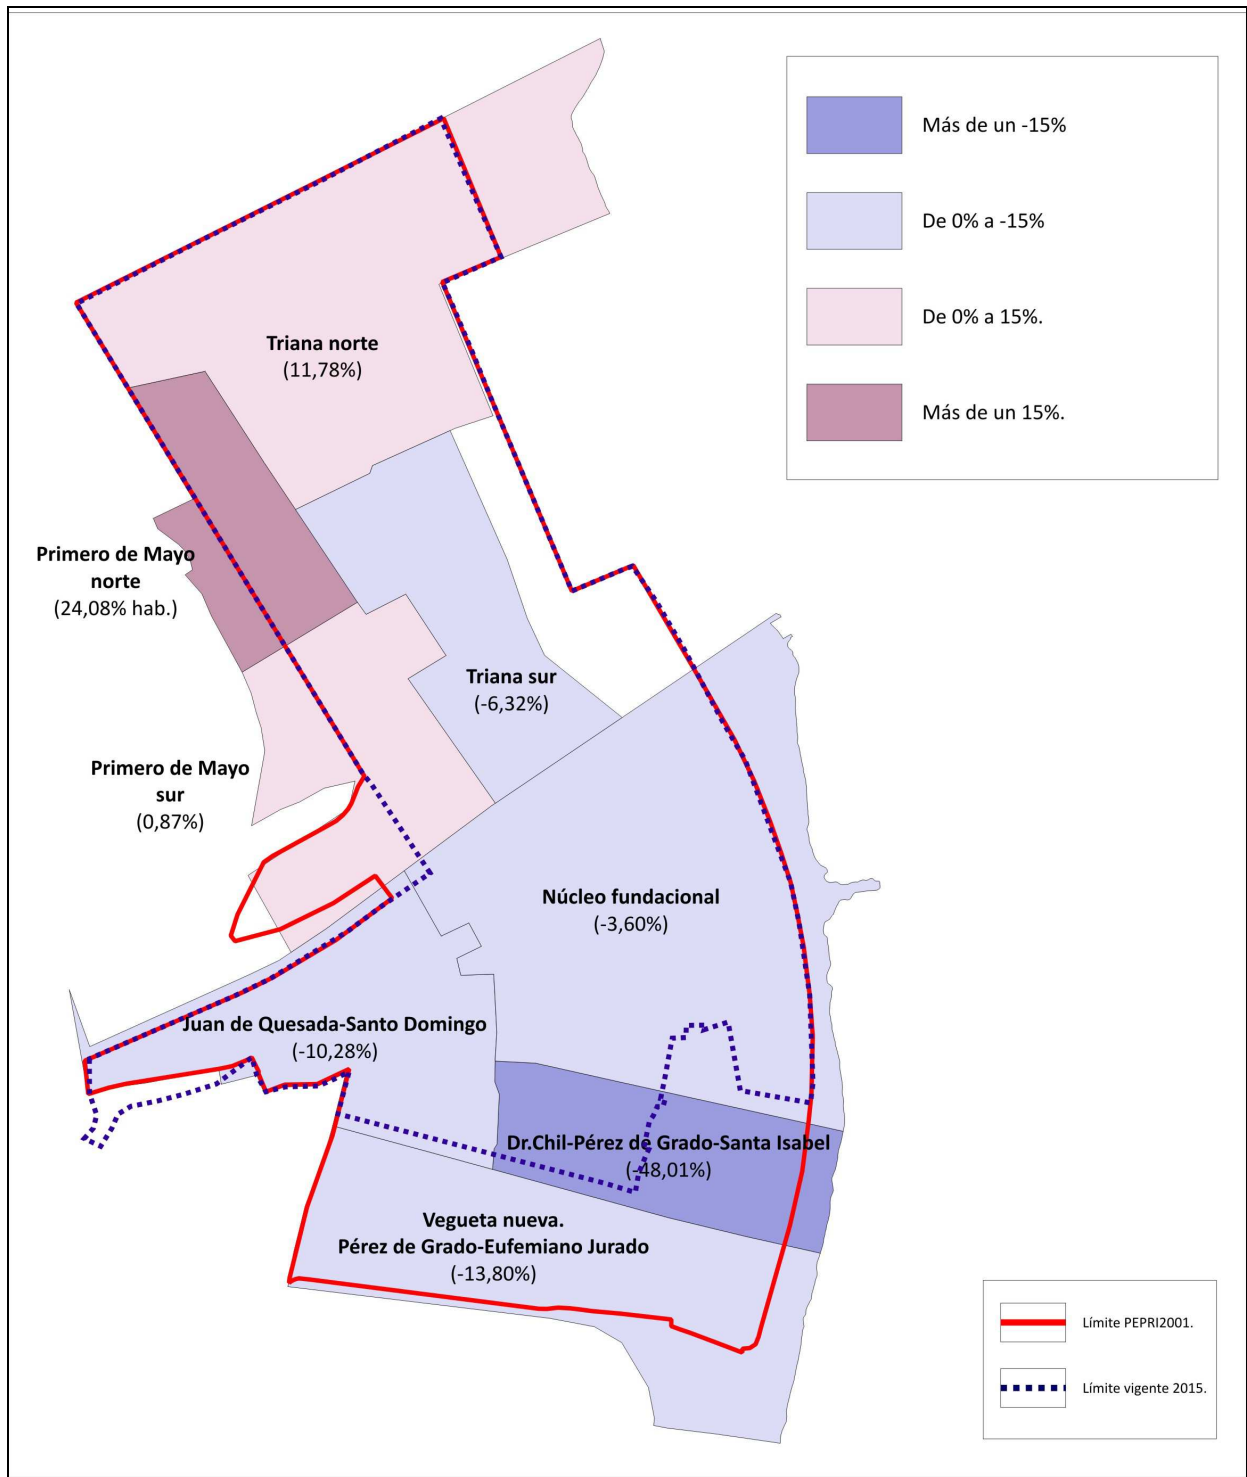 Más de un -15%
De 0% a -15%
De 0% a 15%.
Más de un 15%.
Triana norte
(11,78%)
Primero de Mayo
norte
(24,08% hab.)
Triana sur
(-6,32%)
Primero de Mayo
sur
(0,87%)
Núcleo fundacional
(-3,60%)
Juan de Quesada-Santo Domingo
(-10,28%)
Dr.Chil-Pérez de Grado-Santa Isabel
(-48,01%)
Vegueta nueva.
Pérez de Grado-Eufemiano Jurado
(-13,80%)
Límite PEPRI2001.
Límite vigente 2015.